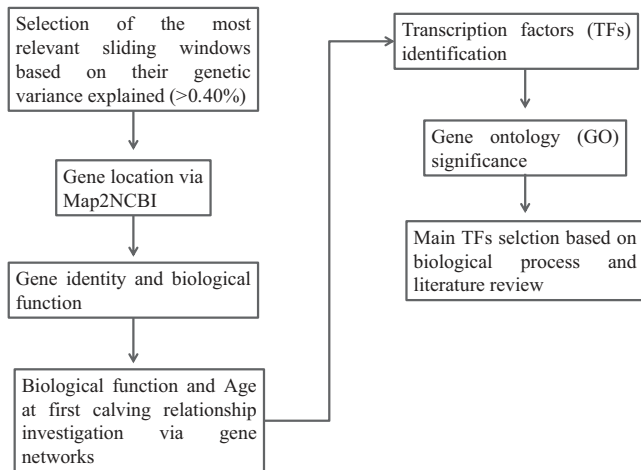 Selection of the most
relevant sliding windows
based on their genetic
variance explained (>0.40%)
Gene location via
Map2NCBI
Gene identity and biological
function
Biological function and Age
at first calving relationship
investigation via gene
networks
Transcription factors (TFs)
identification
Gene ontology (GO)
significance
Main TFs selction based on
biological process and
literature review